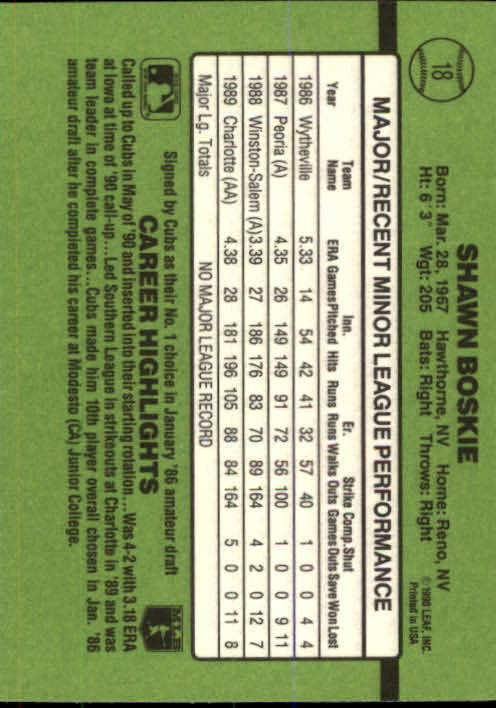 18
SHAWN BOSKIE
Born: Mar. 28, 1967 Hawthorne, NV Home: Reno, NV
Ht: 6'3" Wgt: 205 Bats: Right Throws: Right
© 1990 LEAF, INC.
Printed in USA
MAJOR/RECENT MINOR LEAGUE PERFORMANCE
Team Inn. Er. Strike Comp. Shut
Year Name ERA Games Pitched Hits Runs Runs Walks Outs Games Outs Save Won Lost
1986 Wytheville 5.33 14 54 42 41 32 57 40 1 0 0 4 4
1987 Peoria (A) 4.35 26 149 149 91 72 56 100 1 0 0 9 11
1988 Winston-Salem (A) 3.39 27 186 176 83 70 89 164 4 2 0 12 7
1989 Charlotte (AA) 4.38 28 181 196 105 88 84 164 5 0 0 11 8
Major Lg. Totals NO MAJOR LEAGUE RECORD
Signed by Cubs as their No. 1 choice in January '86 amateur draft
CAREER HIGHLIGHTS
Called up to Cubs in May of '90 and inserted into their starting rotation...Was 4-2 with 3.18 ERA
at Iowa at time of '90 call-up...Led Southern League in strikeouts at Charlotte in '89 and was
team leader in complete games...Cubs made him 10th player overall chosen in Jan. '86
amateur draft after he completed his career at Modesto (CA) Junior College.